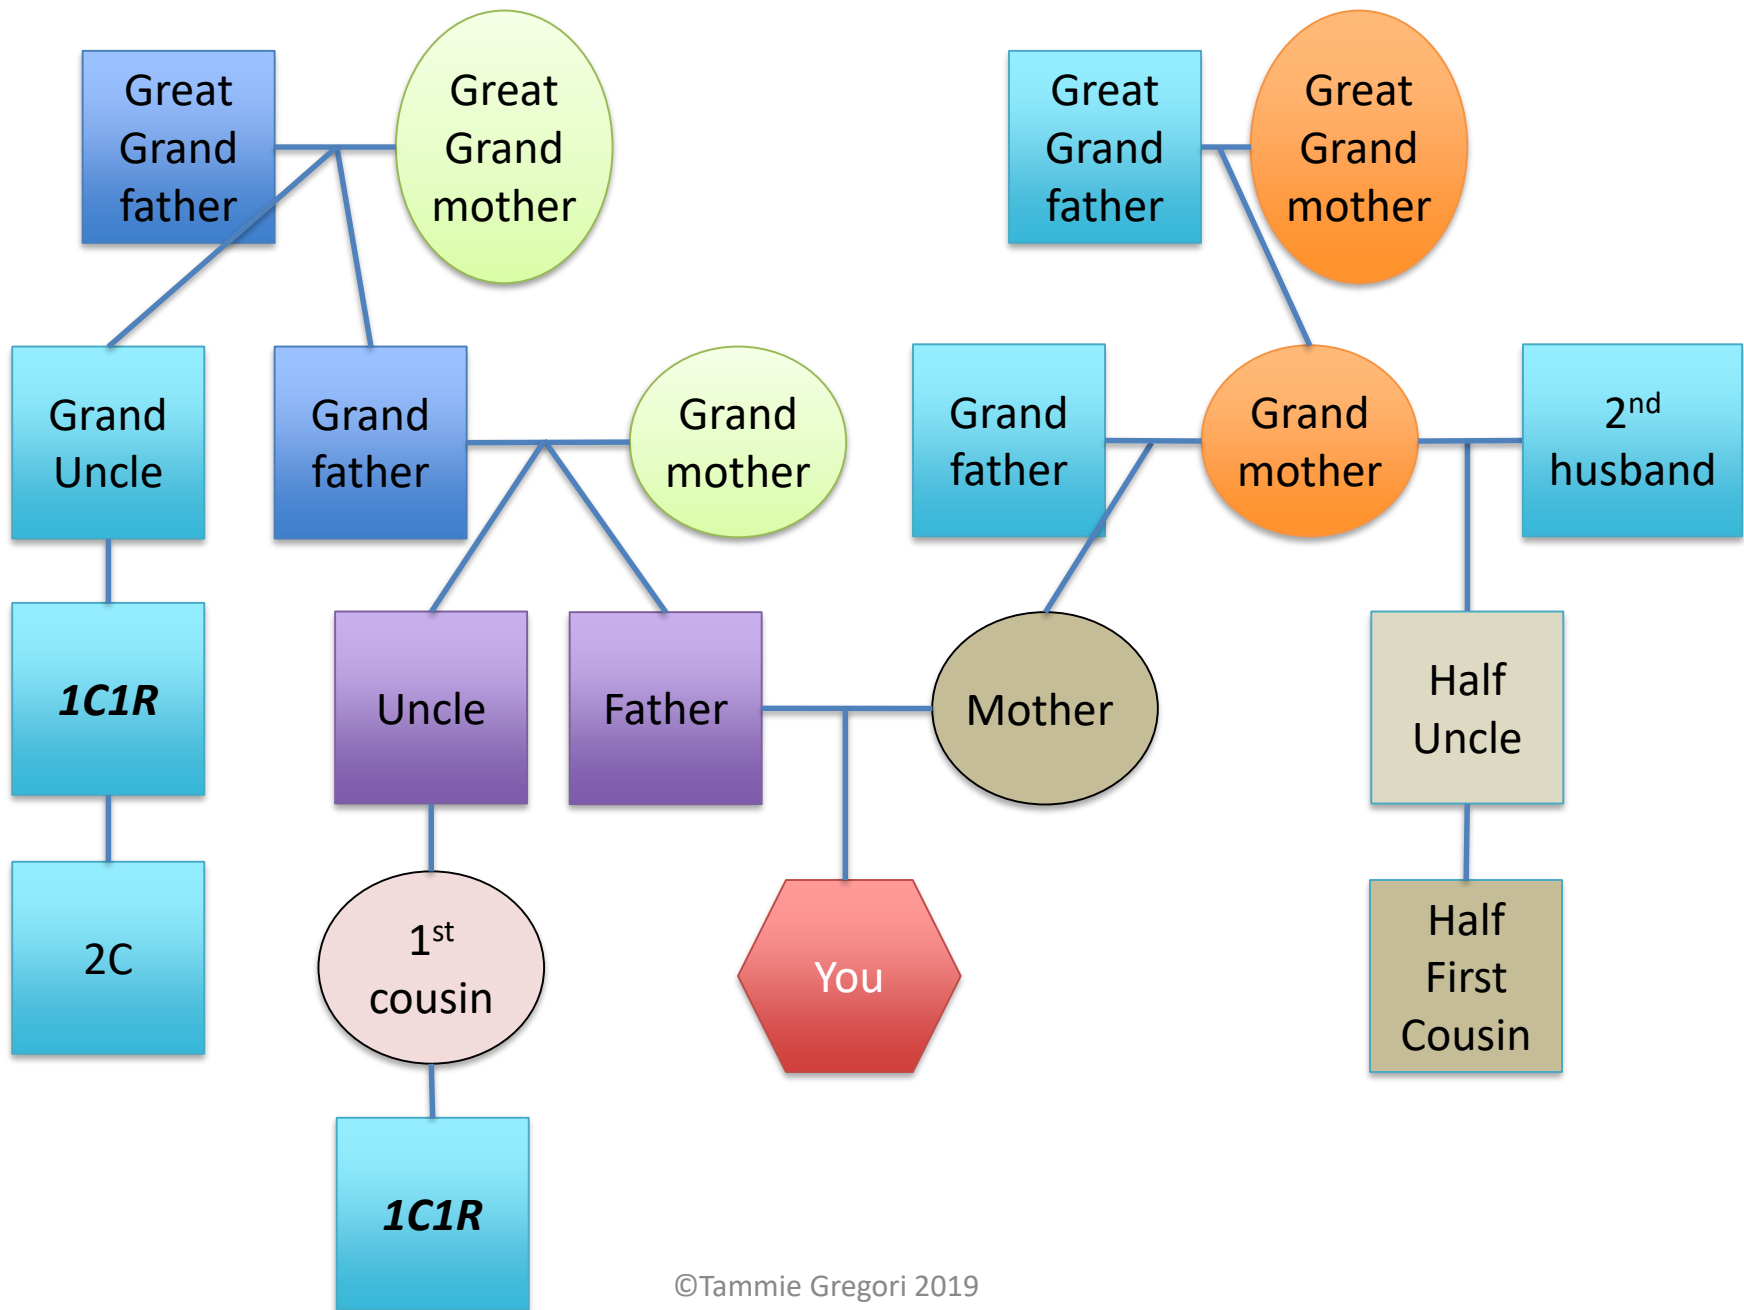 Great
Grand
father
Great
Grand
mother
Great
Grand
father
Great
Grand
mother
Grand
Uncle
Grand
father
Grand
mother
Grand
father
Grand
mother
2nd
husband
1C1R
Uncle
Father
Mother
Half
Uncle
2C
1st
cousin
You
Half
First
Cousin
1C1R
©Tammie Gregori 2019